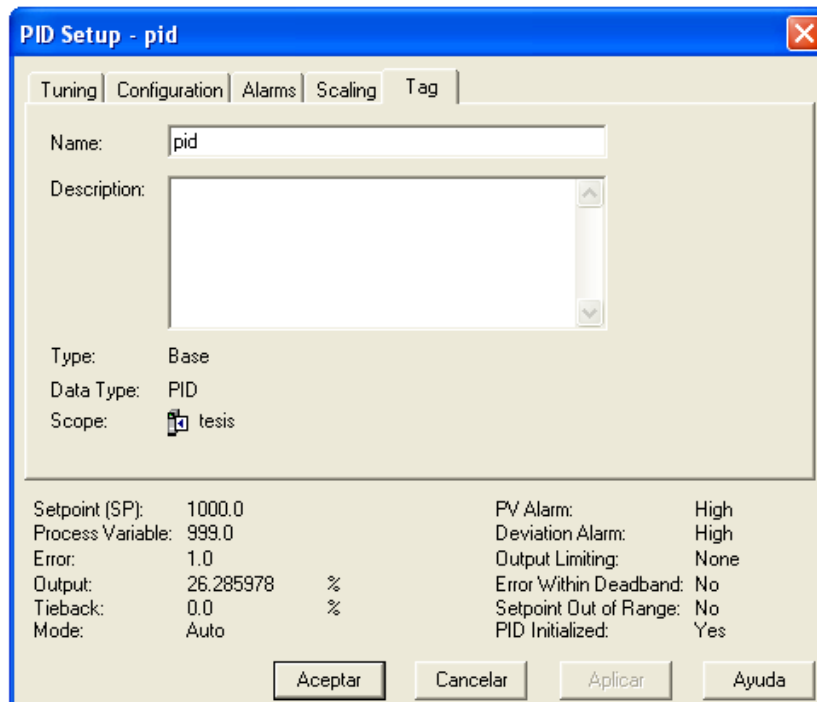 PID Setup - pid
Tuning Configuration Alarms Scaling Tag
Name: pid
Description:
Type: Base
Data Type: PID
Scope: tesis
Setpoint (SP): 1000.0 PV Alarm: High
Process Variable: 999.0 Deviation Alarm: High
Error: 1.0 Output Limiting: None
Output: 26.285978 % Error Within Deadband: No
Tieback: 0.0 % Setpoint Out of Range: No
Mode: Auto PID Initialized: Yes
Aceptar Cancelar Aplicar Ayuda